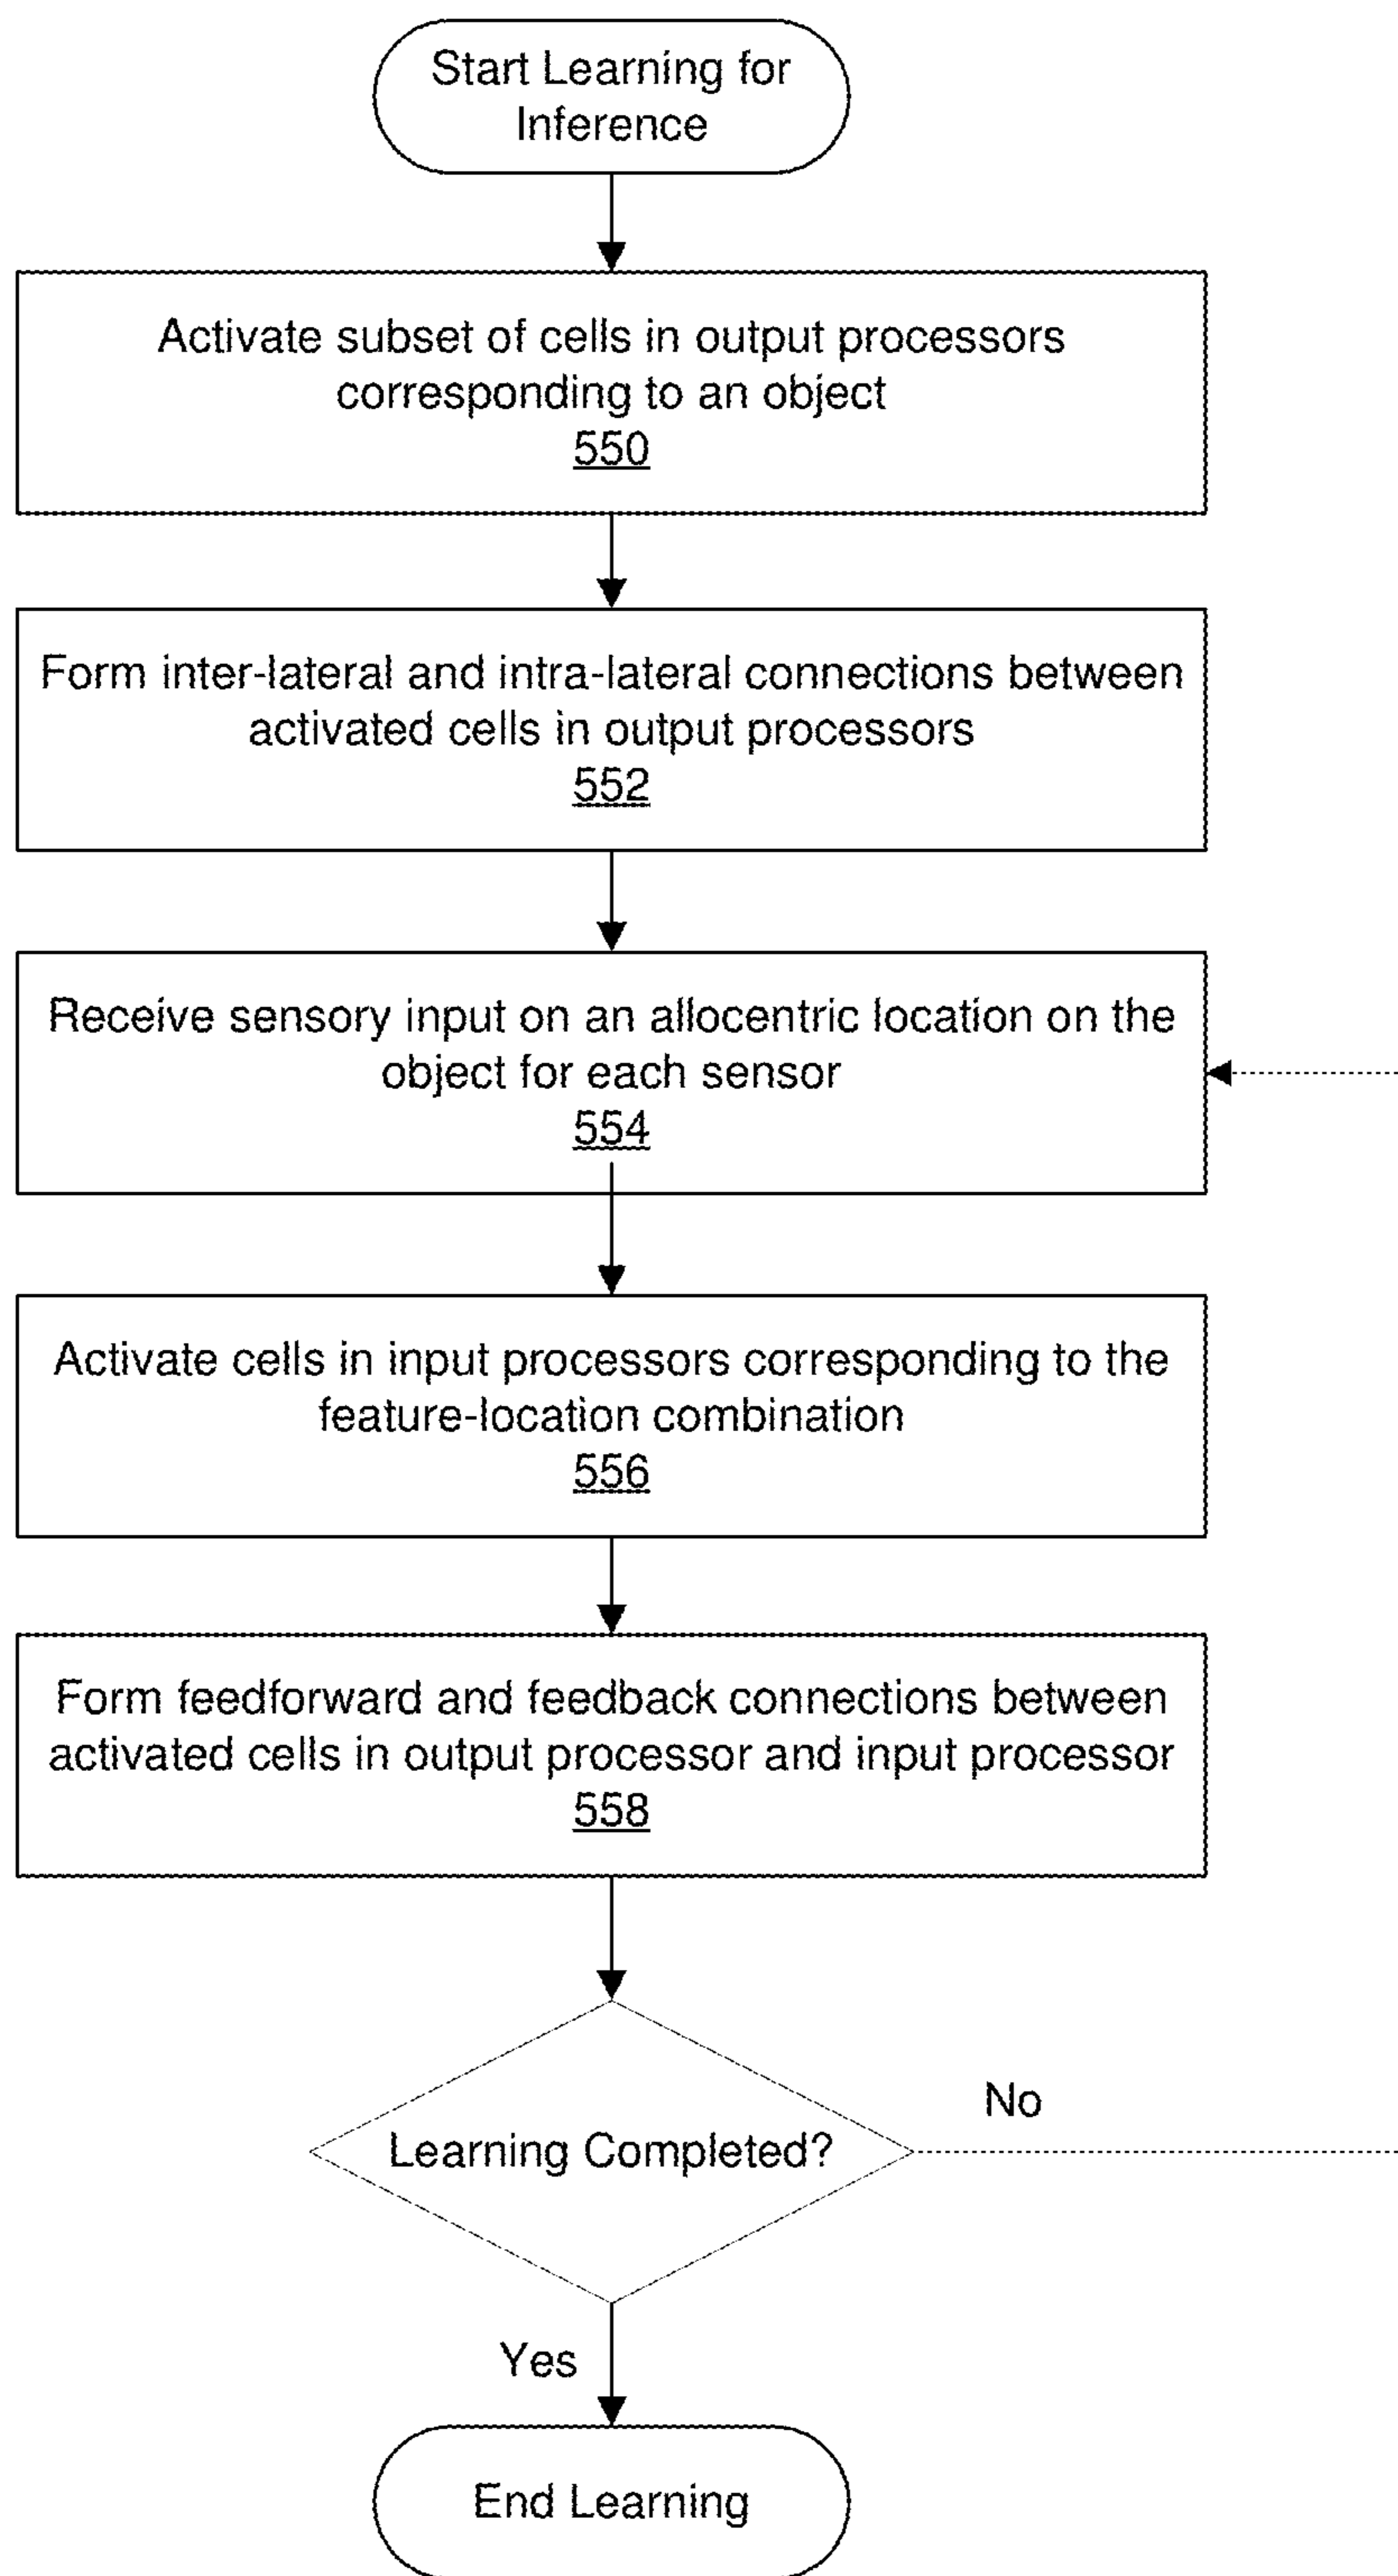 Start Learning for
Inference
Activate subset of cells in output processors
corresponding to an object
550
Form inter-lateral and intra-lateral connections between
activated cells in output processors
552
Receive sensory input on an allocentric location on the
object for each sensor
554
Activate cells in input processors corresponding to the
feature-location combination
556
Form feedforward and feedback connections between
activated cells in output processor and input processor
558
Learning Completed?
No
Yes
End Learning